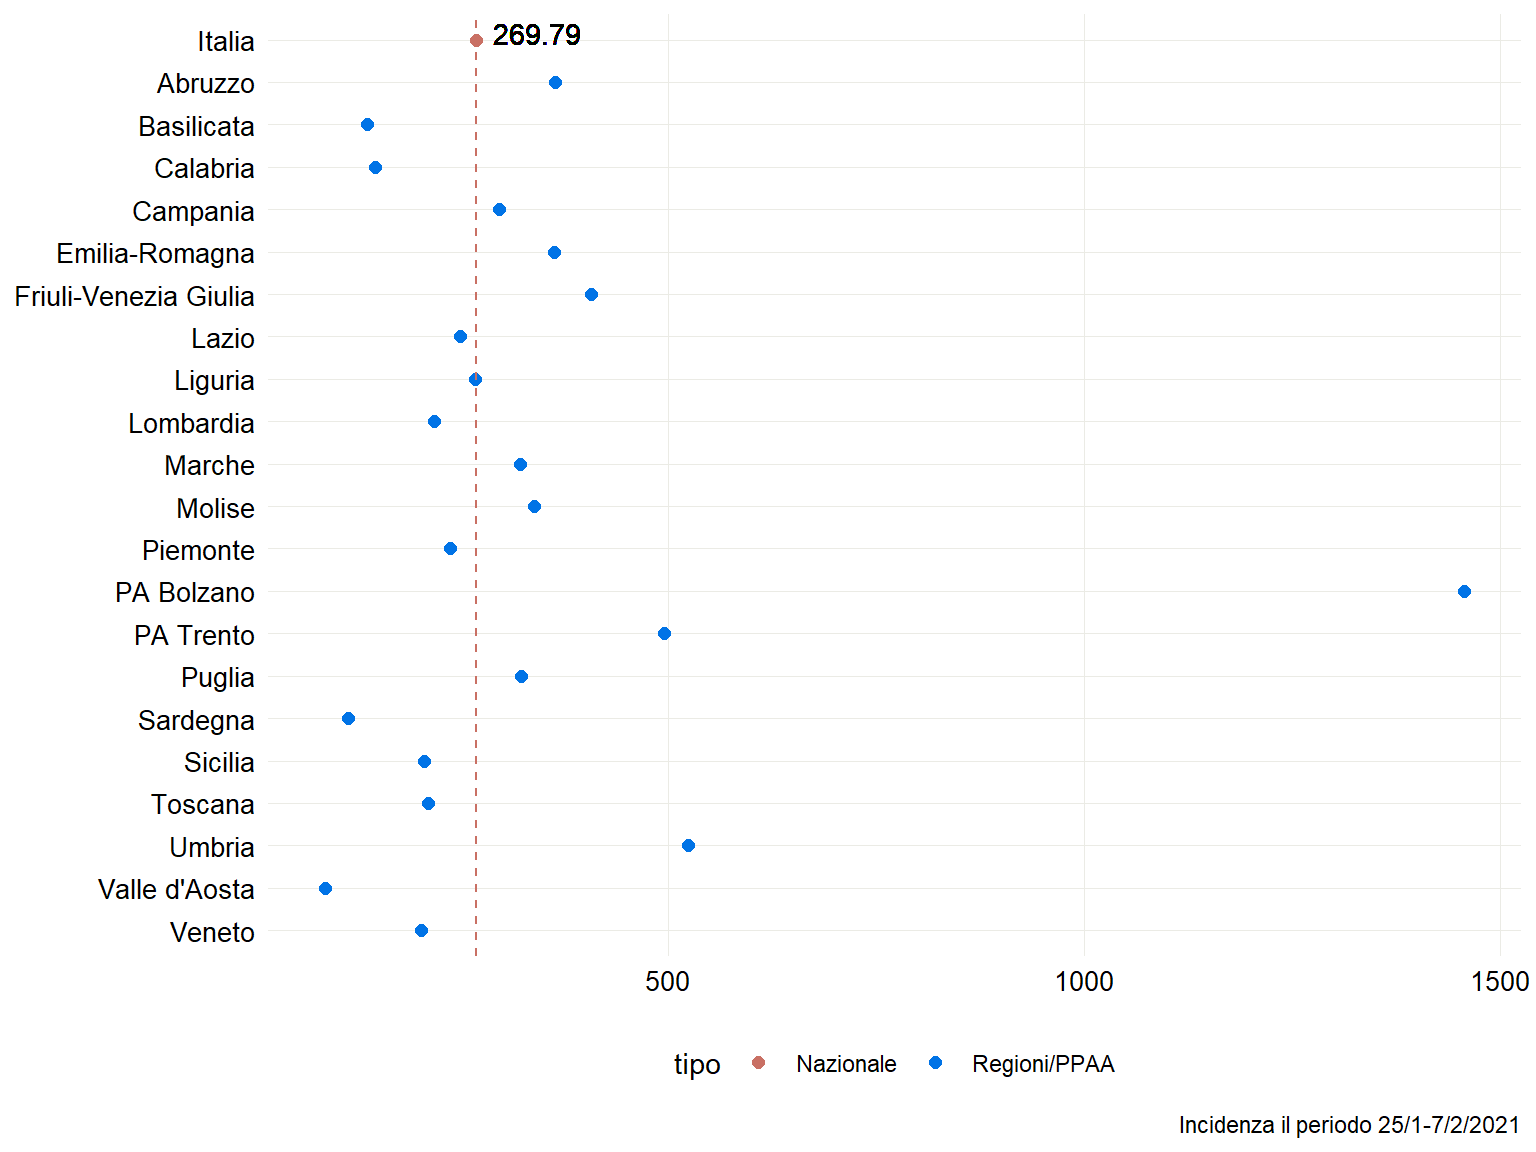 Italia
269.79
Abruzzo
Basilicata
Calabria
Campania
Emilia-Romagna
Friuli-Venezia Giulia
Lazio
Liguria
Lombardia
Marche
Molise
Piemonte
PA Bolzano
PA Trento
Puglia
Sardegna
Sicilia
Toscana
Umbria
Valle d'Aosta
Veneto
500 1000 1500
tipo Nazionale Regioni/PPAA
Incidenza il periodo 25/1-7/2/2021